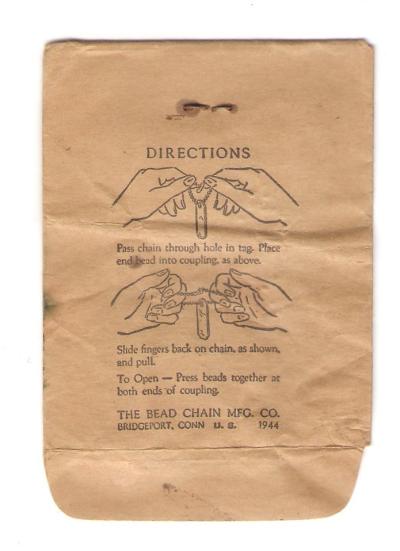 DIRECTIONS
Pass chain through hole in tag. Place
end bead into coupling, as above.
Slide fingers back on chain, as shown,
and pull.
To Open — Press beads together at
both ends of coupling.
THE BEAD CHAIN MFG. CO.
BRIDGEPORT, CONN U. S. 1944